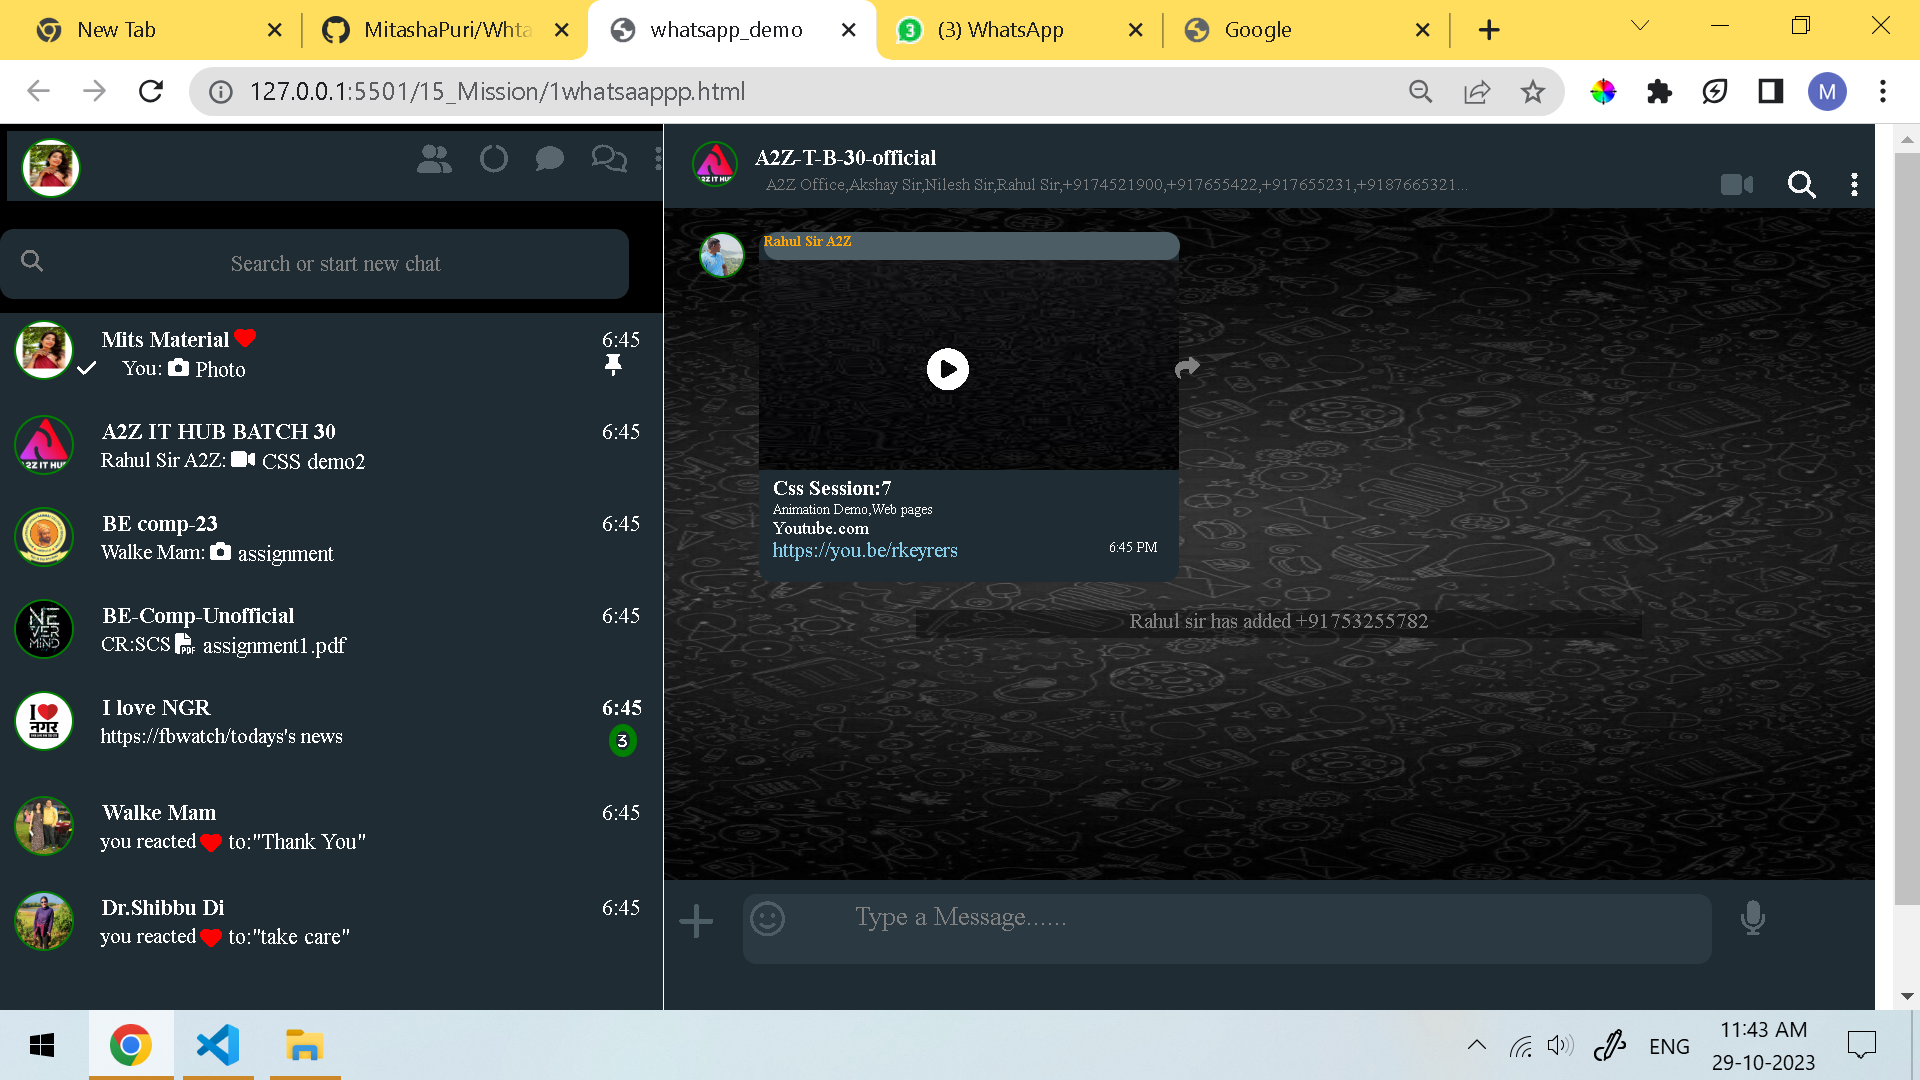 New Tab
MitashaPuri/Whta
whatsapp_demo
3 (3) WhatsApp
Google
127.0.0.1:5501/15_Mission/1whatsaappp.html
M
Search or start new chat
Mits Material
6:45
You: Photo
A2Z IT HUB BATCH 30
6:45
Rahul Sir A2Z: CSS demo2
BE comp-23
6:45
Walke Mam: assignment
BE-Comp-Unofficial
6:45
NEVERMIND
CR:SCS PDF assignment1.pdf
I love NGR
6:45
I
नगर
https://fbwatch/todays's news
3
Walke Mam
6:45
you reacted to:"Thank You"
Dr.Shibbu Di
6:45
you reacted to:"take care"
A2Z-T-B-30-official
A2Z Office,Akshay Sir,Nilesh Sir,Rahul Sir,+9174521900,+917655422,+917655231,+9187665321...
Rahul Sir A2Z
Css Session:7
Animation Demo,Web pages
Youtube.com
https://you.be/rkeyrers
6:45 PM
Rahul sir has added +91753255782
Type a Message......
ENG
11:43 AM
29-10-2023